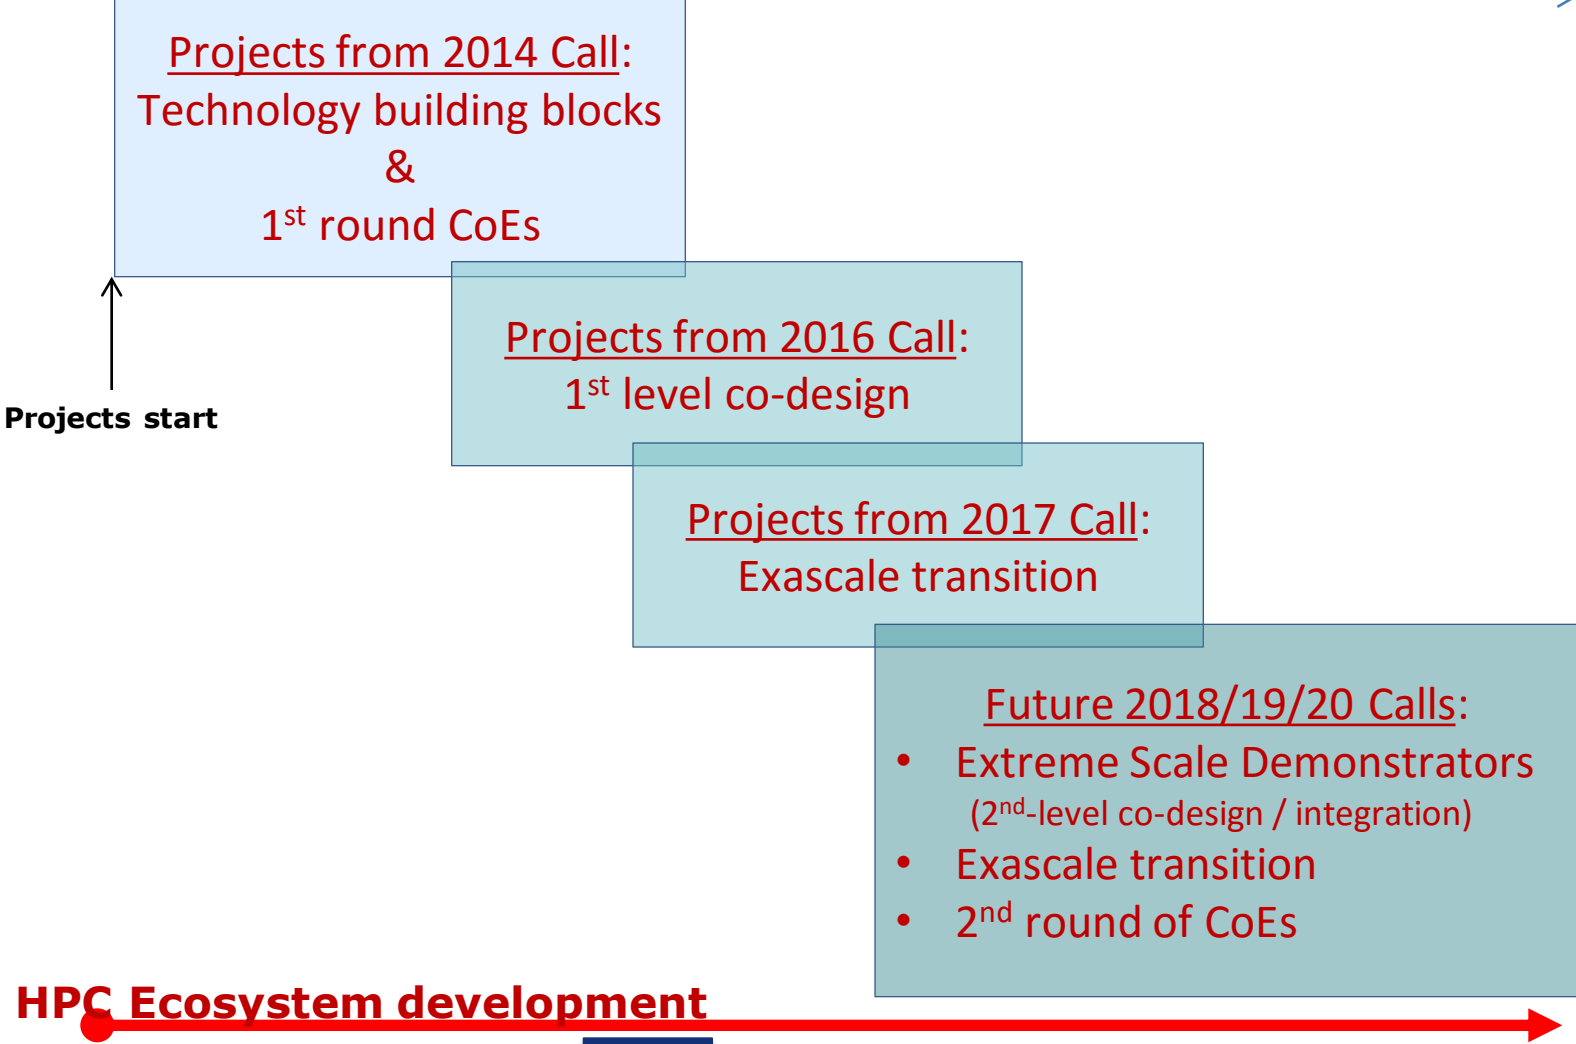 Projects from 2014 Call:
Technology building blocks
&
1st round CoEs
Projects from 2016 Call:
1st level co-design
Projects start
Projects from 2017 Call:
Exascale transition
Future 2018/19/20 Calls:
• Extreme Scale Demonstrators
(2nd-level co-design / integration)
• Exascale transition
• 2nd round of CoEs
HPC Ecosystem development